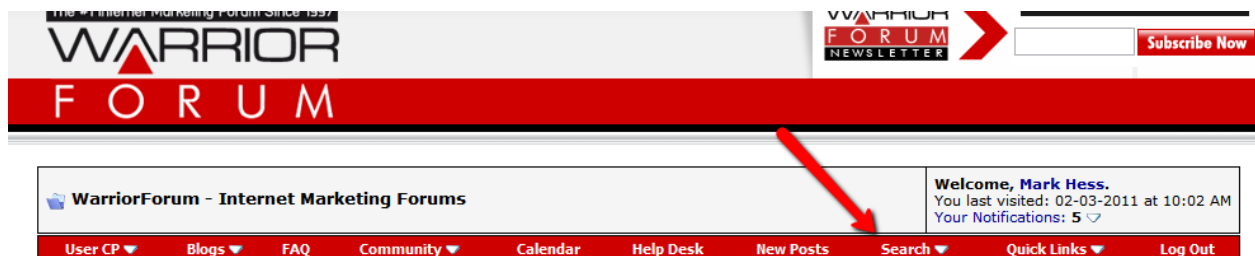 The #1 Internet Marketing Forum Since 1997
WARRIOR
FORUM
WARRIOR
FORUM
NEWSLETTER
Subscribe Now
WarriorForum - Internet Marketing Forums
Welcome, Mark Hess.
You last visited: 02-03-2011 at 10:02 AM
Your Notifications: 5
User CP Blogs FAQ Community Calendar Help Desk New Posts Search Quick Links Log Out